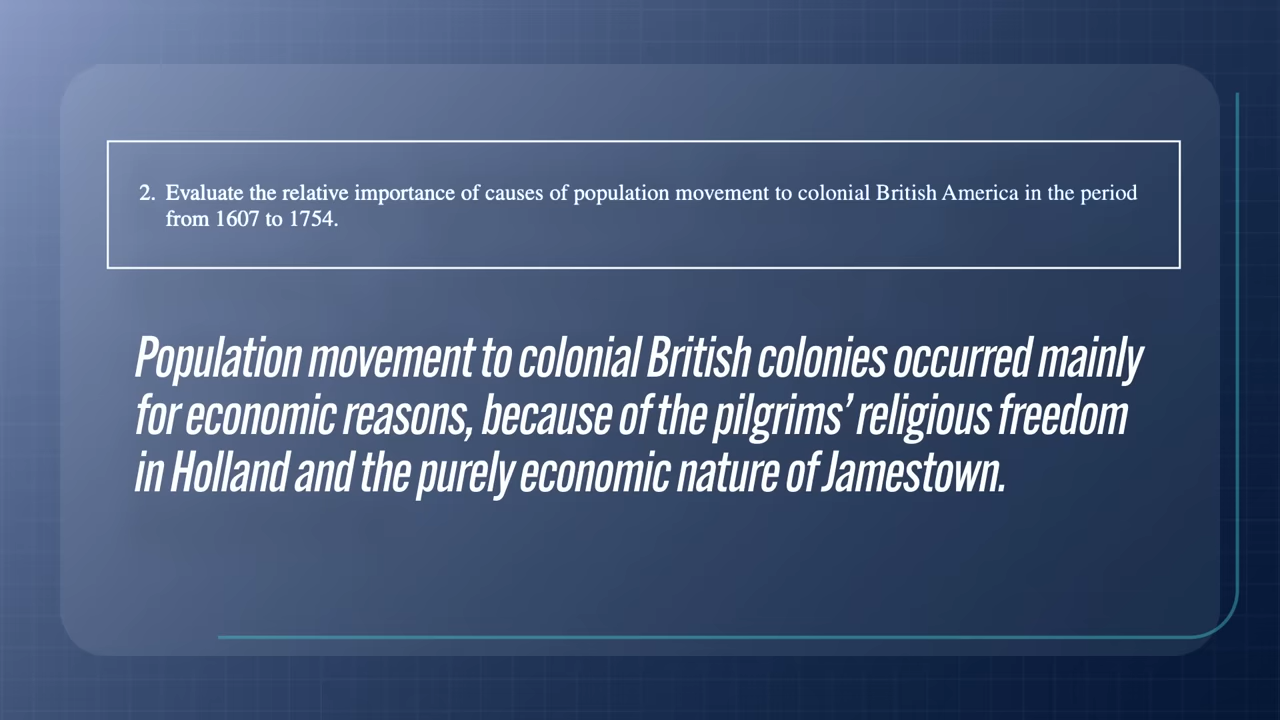 2. Evaluate the relative importance of causes of population movement to colonial British America in the period
from 1607 to 1754.
Population movement to colonial British colonies occurred mainly
for economic reasons, because of the pilgrims’ religious freedom
in Holland and the purely economic nature of Jamestown.